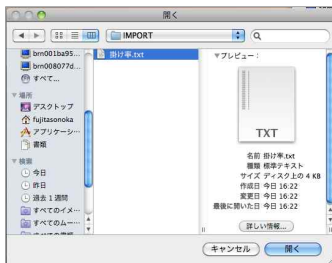 開く
IMPORT
brn001ba95...
brn008077d...
すべて...
▼場所
デスクトップ
fujitasonoka
アプリケーシ…
書類
▼検索
今日
昨日
過去 1 週間
すべてのイメ…
すべてのムー…
掛け率.txt
▼プレビュー：
TXT
名前 掛け率.txt
種類 標準テキスト
サイズ ディスク上の 4 KB
作成日 今日 16:22
変更日 今日 16:22
最後に開いた日 今日 16:22
詳しい情報...
キャンセル
開く